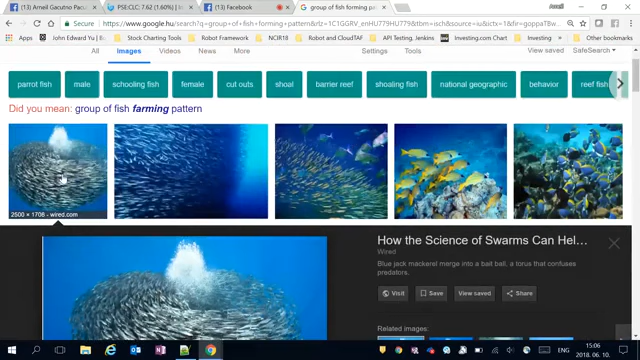 (13) Arneil Gacutno Pacu
PSE:CLC: 7.62 (1.60%)
(13) Facebook
group of fish forming pa
https://www.google.hu/search?q=group+of+fish+forming+pattern&rlz=1C1GGRV_enHU779HU779&tbm=isch&source=iu&ictx=1&fir=goppaTBw
Apps
Bookmarks
John Edward Yu | Boo
Stock Charting Tools
Robot Framework
NCIR18
Robot and CloudTAF
API Testing, Jenkins
Investing.com
Investing.com Charts
Other bookmarks
All Images Videos News More Settings Tools View saved SafeSearch
parrot fish male schooling fish female cut outs shoal barrier reef shoaling fish national geographic behavior reef fish
Did you mean: group of fish farming pattern
2500 × 1706 - wired.com
How the Science of Swarms Can Hel...
Wired
Blue jack mackerel merge into a bait ball, a torus that confuses
predators.
Visit Save View saved Share
Related images:
ENG
15:06
2018. 06. 10.